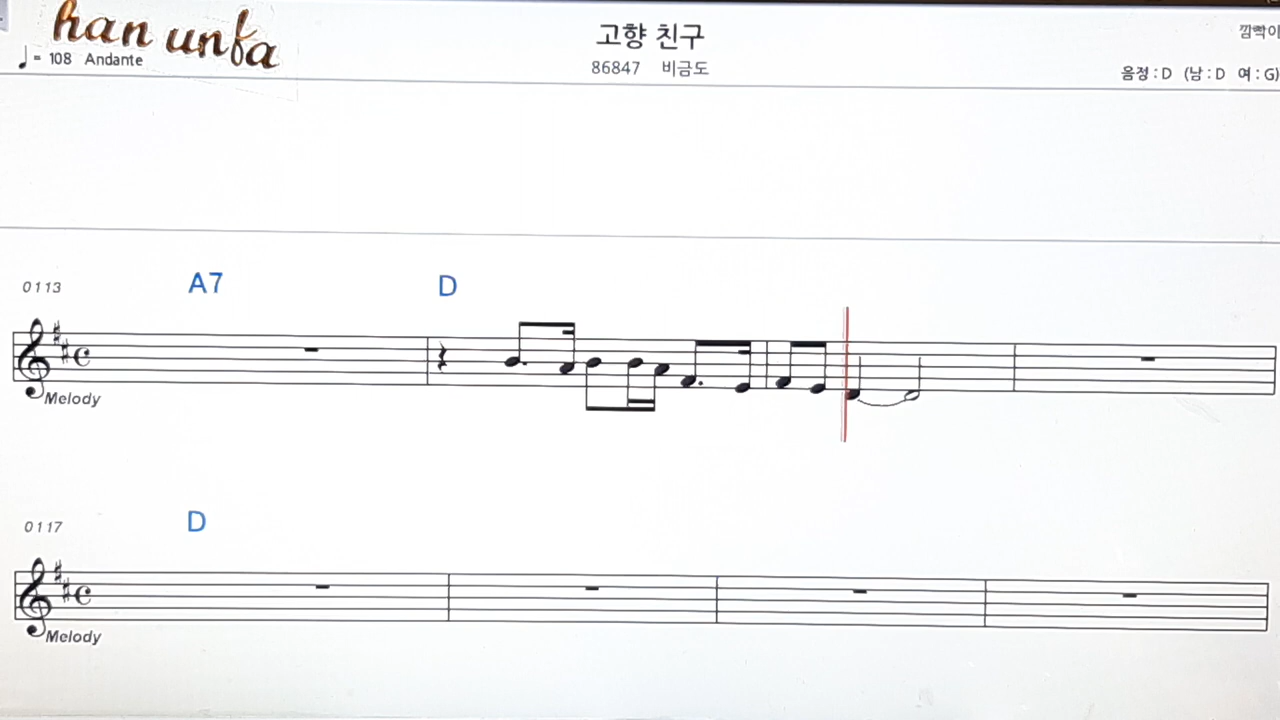 han unfa
♩= 108 Andante
고향 친구
86847 비금도
깜빡이
음정 : D (남 : D 여 : G)
0113
A7
D
Melody
0117
D
Melody